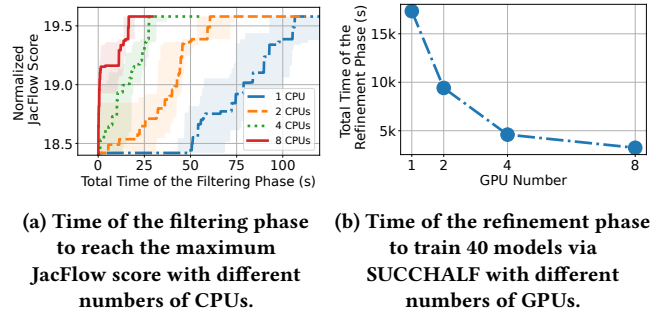 Normalized
JacFlow Score
19.5
19.0
18.5
0 25 50 75 100
Total Time of the Filtering Phase (s)
1 CPU
2 CPUs
4 CPUs
8 CPUs
Total Time of the
Refinement Phase (s)
15k
10k
5k
1 2 4 8
GPU Number
(a) Time of the filtering phase
to reach the maximum
JacFlow score with different
numbers of CPUs.
(b) Time of the refinement phase
to train 40 models via
SUCCHALF with different
numbers of GPUs.